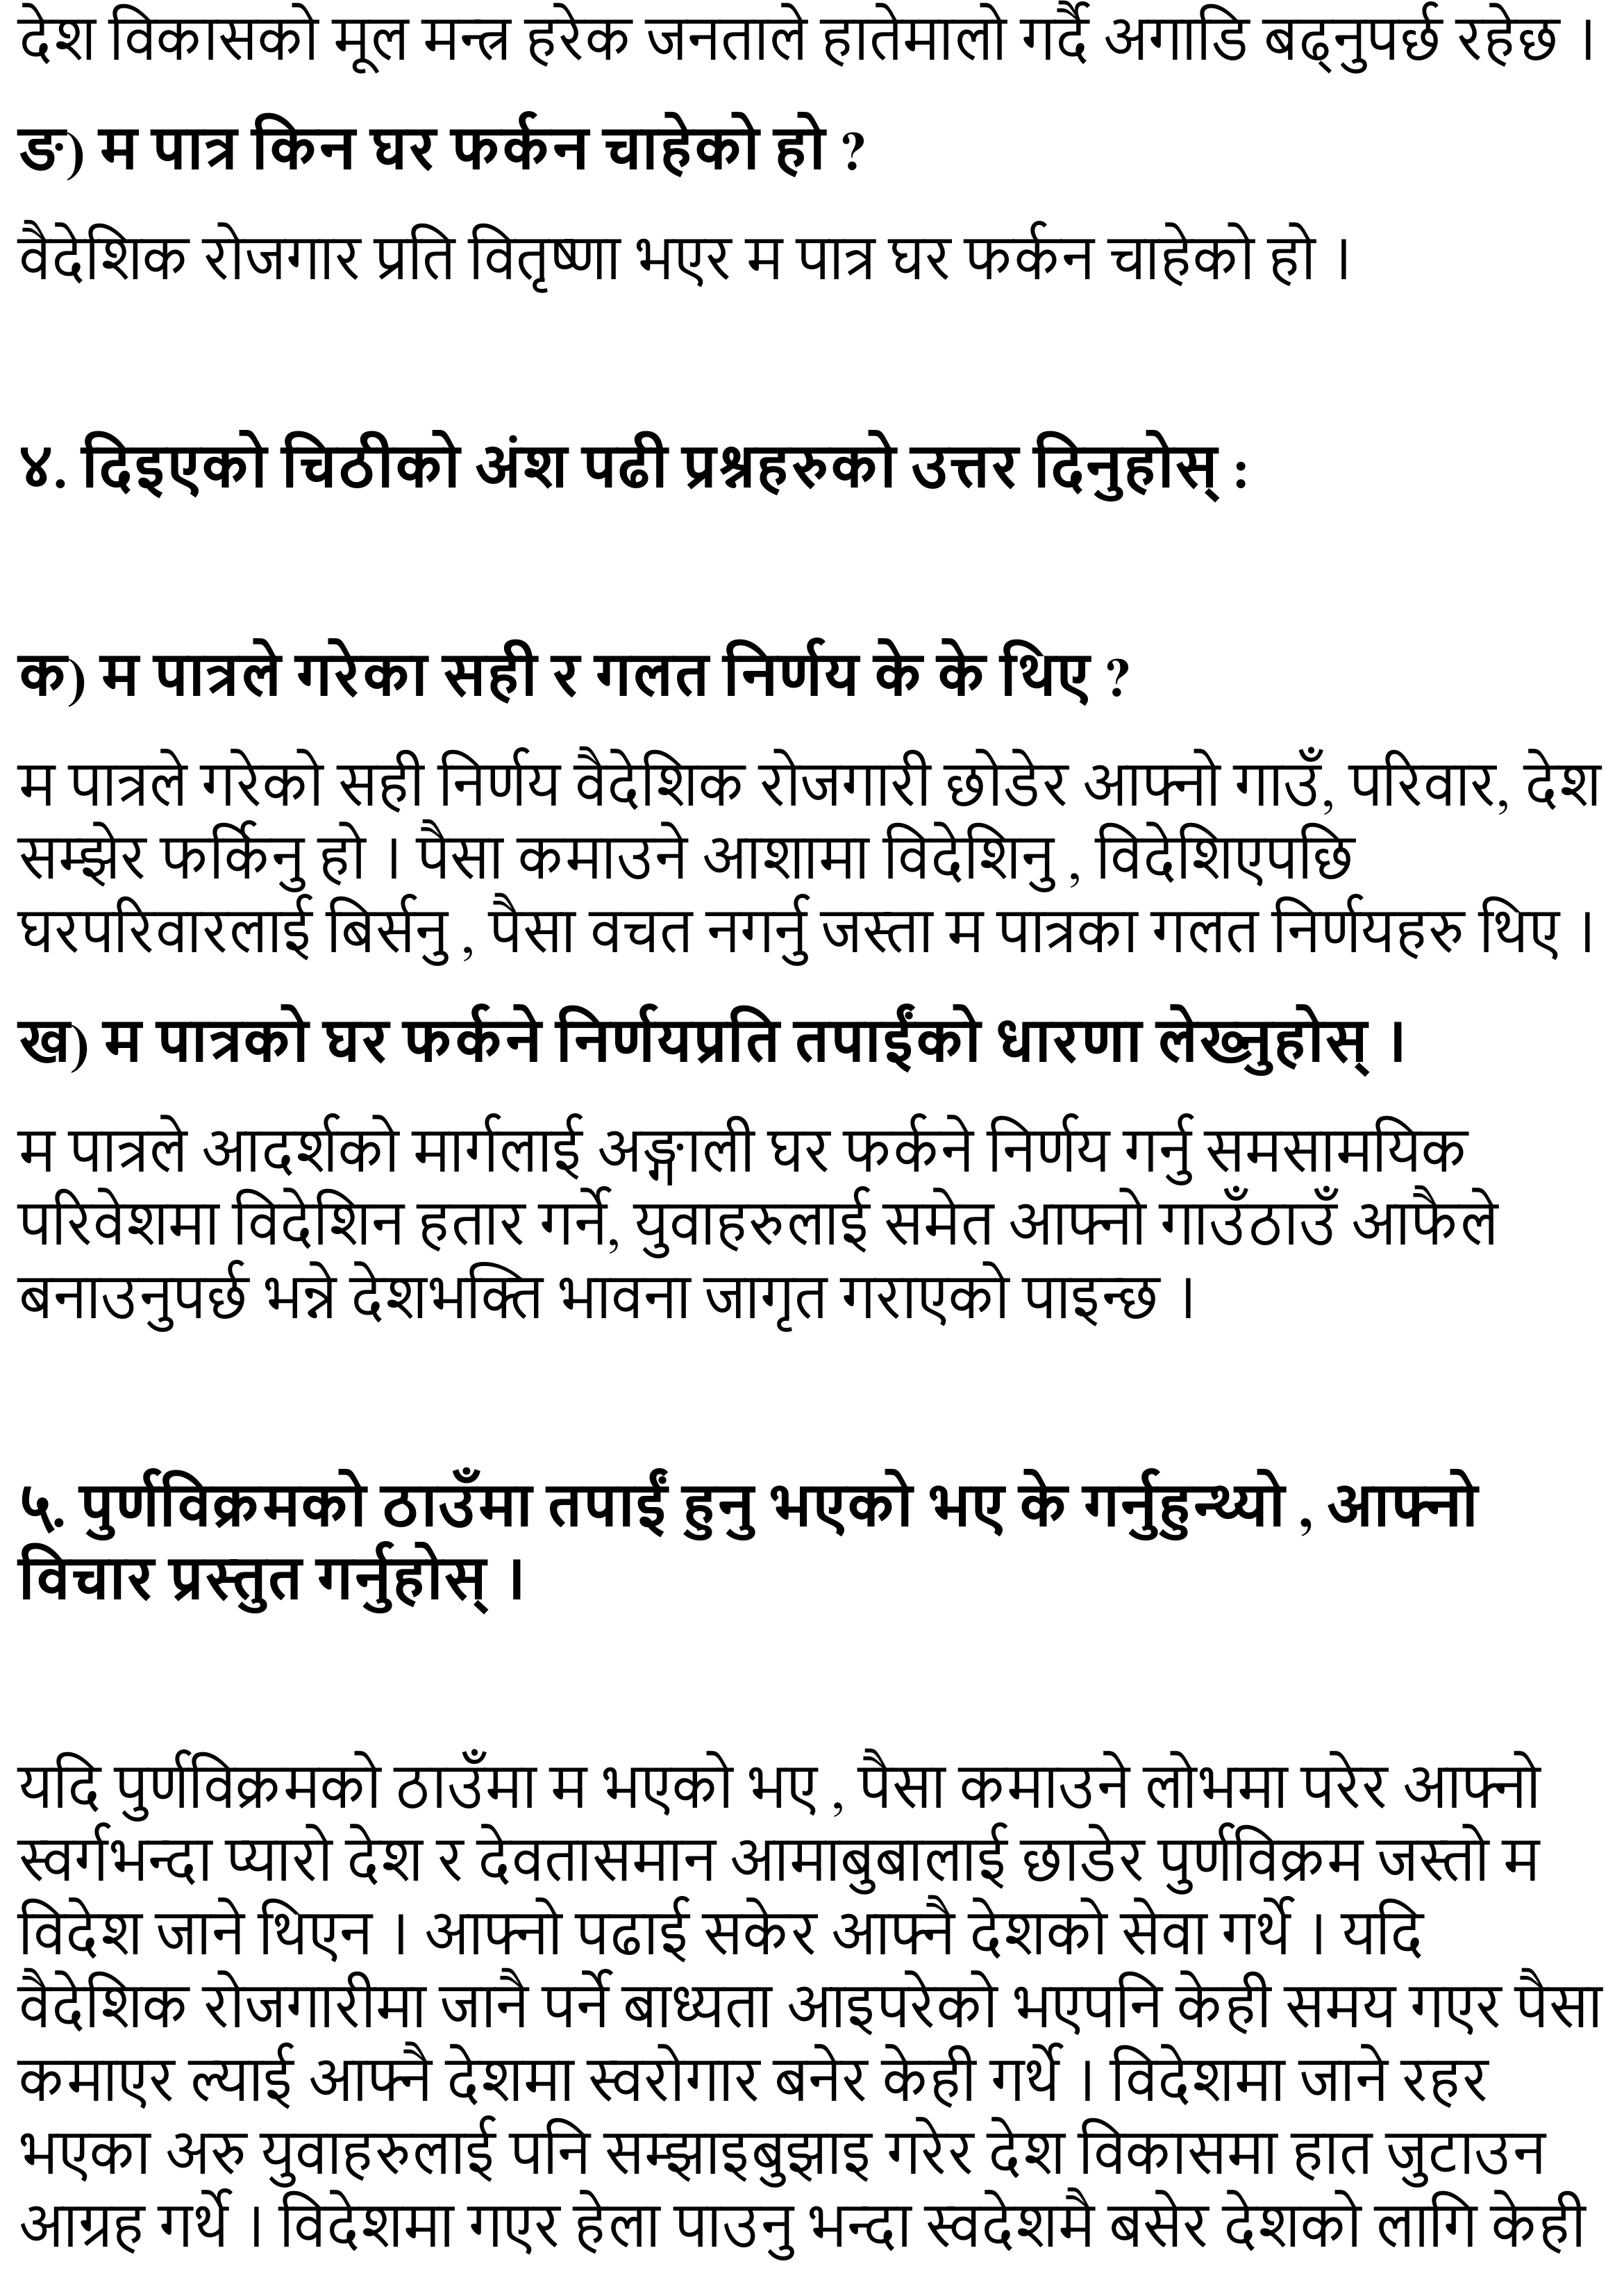 देश विकासको मूल मन्त्र हरेक जनताले हातेमालो गर्दै अगाडि बढ्नुपर्छ रहेछ ।
ङ) म पात्र किन घर फर्कन चाहेको हो ?
वैदेशिक रोजगार प्रति वितृष्णा भएर म पात्र घर फर्कन चाहेको हो ।
४. दिइएको चिठीको अंश पढी प्रश्नहरुको उत्तर दिनुहोस् :
क) म पात्रले गरेका सही र गलत निर्णय के के थिए ?
म पात्रले गरेको सही निर्णय वैदेशिक रोजगारी छोडेर आफ्नो गाउँ, परिवार, देश
सम्झेर फर्किनु हो । पैसा कमाउने आशामा विदेशिनु , विदेशिएपछि
घरपरिवारलाई बिर्सनु , पैसा वचत नगर्नु जस्ता म पात्रका गलत निर्णयहरु थिए ।
ख) म पात्रको घर फर्कने निर्णयप्रति तपाईंको धारणा लेख्नुहोस् ।
म पात्रले आदर्शको मार्गलाई अङ्गाली घर फर्कने निर्णय गर्नु समसामयिक
परिवेशमा विदेशिन हतार गर्ने, युवाहरुलाई समेत आफ्नो गाउँठाउँ आफैले
बनाउनुपर्छ भन्ने देशभक्ति भावना जागृत गराएको पाइन्छ ।
५. पुर्णविक्रमको ठाउँमा तपाईं हुनु भएको भए के गर्नुहुन्थ्यो , आफ्नो
विचार प्रस्तुत गर्नुहोस् ।
यदि पुर्णविक्रमको ठाउँमा म भएको भए , पैसा कमाउने लोभमा परेर आफ्नो
स्वर्गभन्दा प्यारो देश र देवतासमान आमाबुबालाई छाडेर पुर्णविक्रम जस्तो म
विदेश जाने थिएन । आफ्नो पढाई सकेर आफ्नै देशको सेवा गर्थे । यदि
वैदेशिक रोजगारीमा जानै पर्ने बाध्यता आइपरेको भएपनि केही समय गएर पैसा
कमाएर ल्याई आफ्नै देशमा स्वरोगार बनेर केही गर्थे । विदेशमा जाने रहर
भएका अरु युवाहरुलाई पनि सम्झाइबुझाइ गरेर देश विकासमा हात जुटाउन
आग्रह गर्थे । विदेशमा गएर हेला पाउनु भन्दा स्वदेशमै बसेर देशको लागि केही